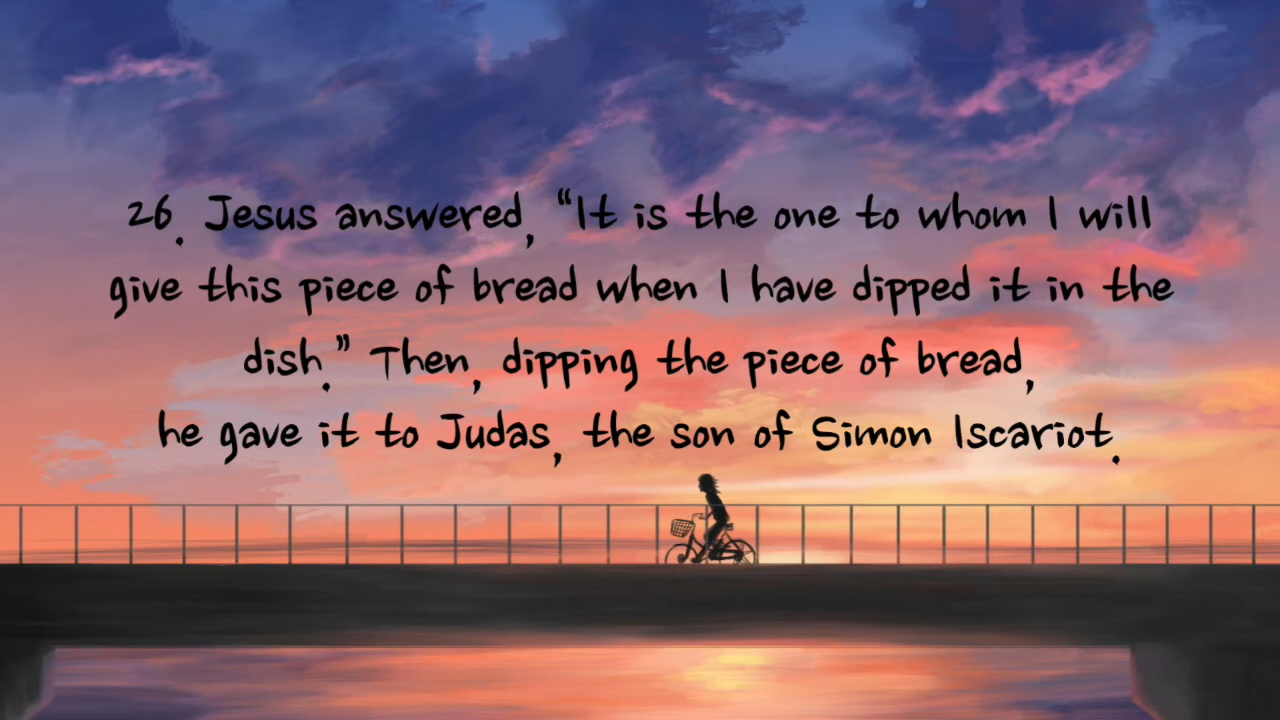 26. Jesus answered, “It is the one to whom I will
give this piece of bread when I have dipped it in the
dish.” Then, dipping the piece of bread,
he gave it to Judas, the son of Simon Iscariot.